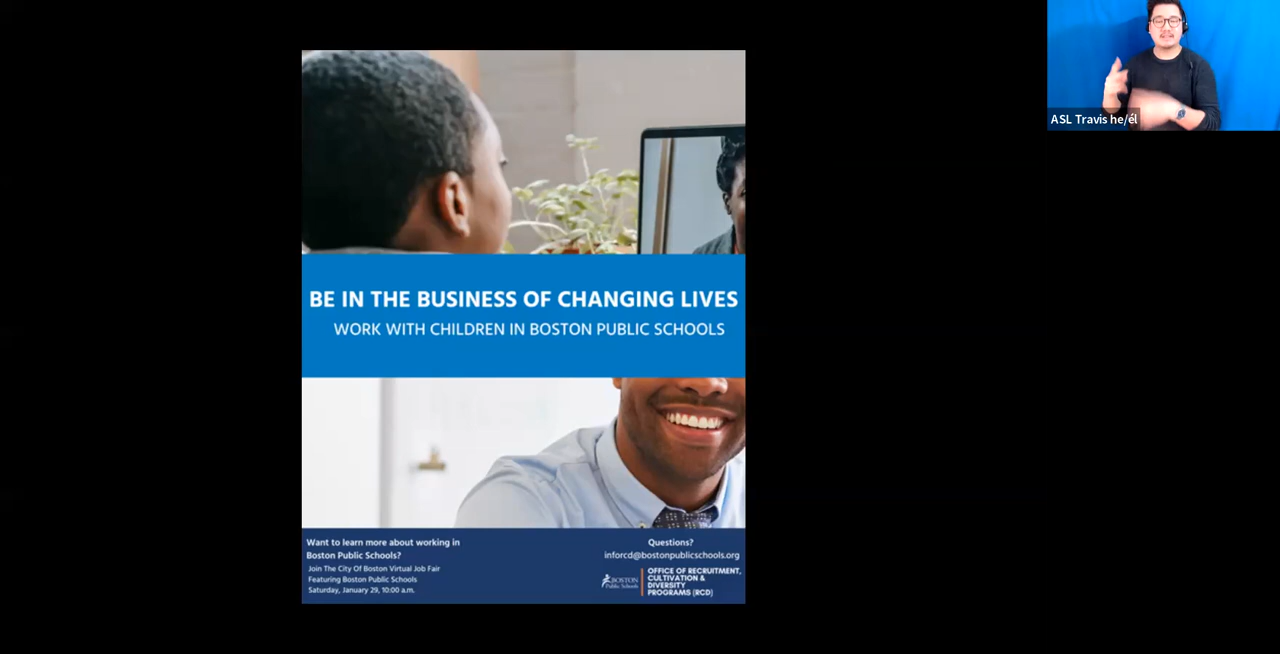 ASL Travis he/él
BE IN THE BUSINESS OF CHANGING LIVES
WORK WITH CHILDREN IN BOSTON PUBLIC SCHOOLS
Want to learn more about working in
Boston Public Schools?
Join The City Of Boston Virtual Job Fair
Featuring Boston Public Schools
Saturday, January 29, 10:00 a.m.
Questions?
inforcd@bostonpublicschools.org
BOSTON
Public Schools
OFFICE OF RECRUITMENT,
CULTIVATION &
DIVERSITY
PROGRAMS (RCD)